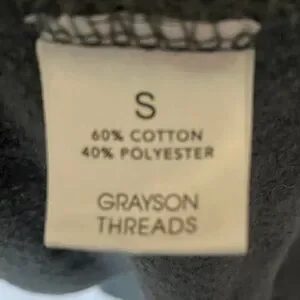 S
60% COTTON
40% POLYESTER
GRAYSON
THREADS